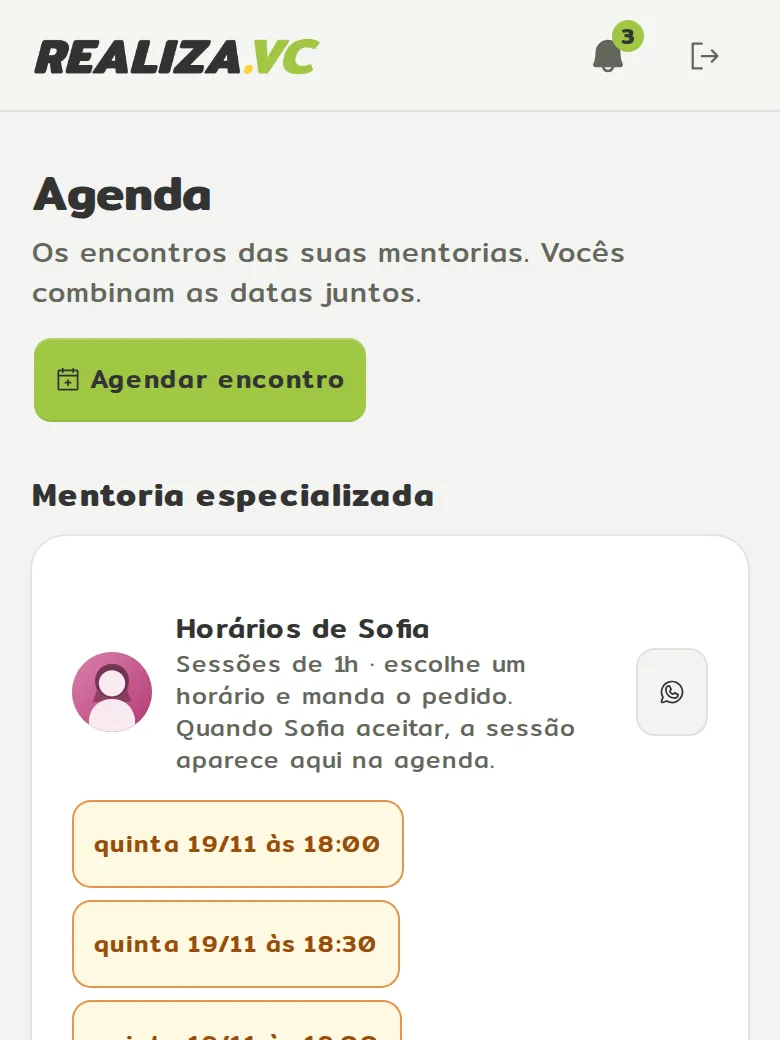 REALIZA.VC
3
Agenda
Os encontros das suas mentorias. Vocês
combinam as datas juntos.
Agendar encontro
Mentoria especializada
Horários de Sofia
Sessões de 1h · escolhe um
horário e manda o pedido.
Quando Sofia aceitar, a sessão
aparece aqui na agenda.
quinta 19/11 às 18:00
quinta 19/11 às 18:30